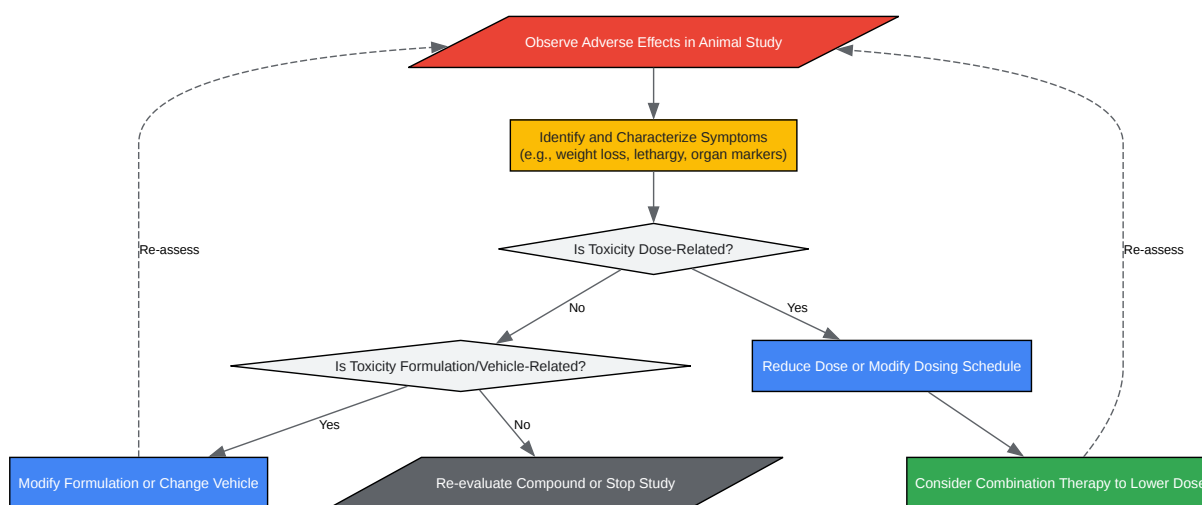 Observe Adverse Effects in Animal Study
Identify and Characterize Symptoms
(e.g., weight loss, lethargy, organ markers)
Re-assess
Is Toxicity Dose-Related?
Re-assess
No
Yes
Is Toxicity Formulation/Vehicle-Related?
Reduce Dose or Modify Dosing Schedule
Yes
No
Modify Formulation or Change Vehicle
Re-evaluate Compound or Stop Study
Consider Combination Therapy to Lower Dose